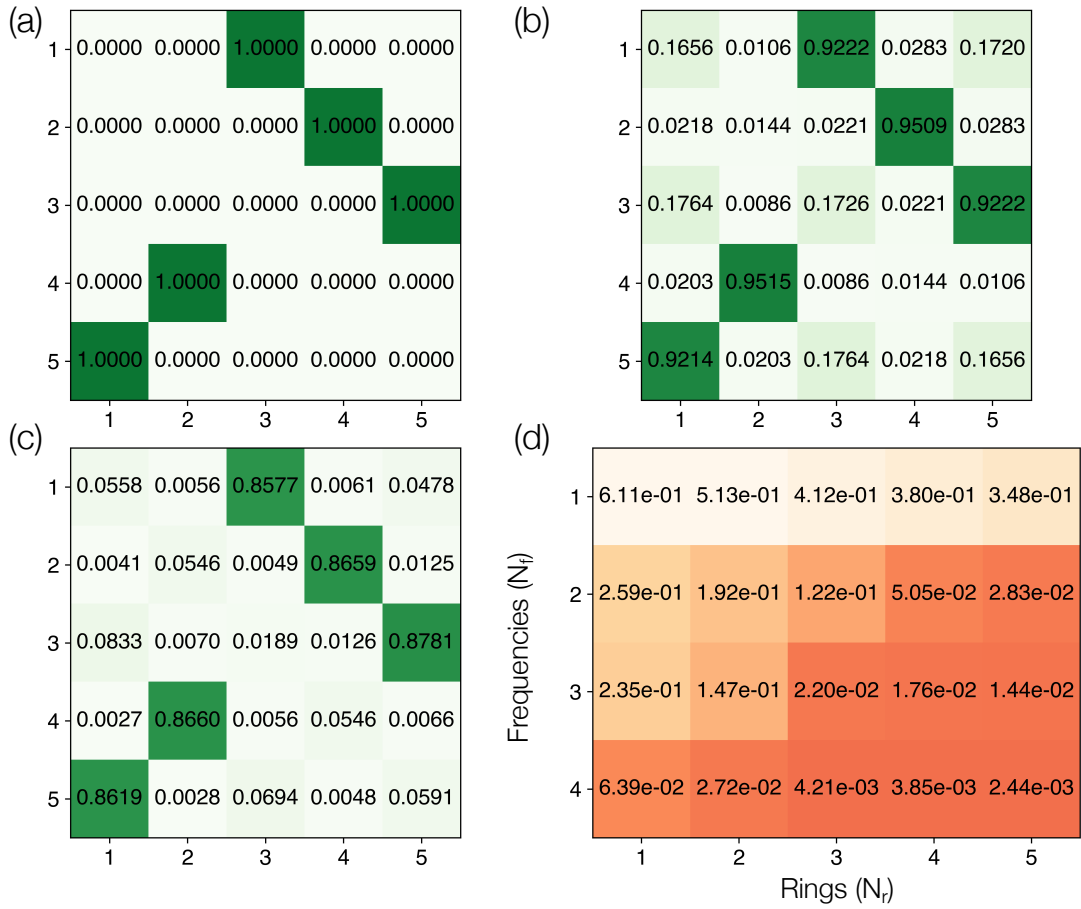 (a)
1 0.0000 0.0000 1.0000 0.0000 0.0000
2 0.0000 0.0000 0.0000 1.0000 0.0000
3 0.0000 0.0000 0.0000 0.0000 1.0000
4 0.0000 1.0000 0.0000 0.0000 0.0000
5 1.0000 0.0000 0.0000 0.0000 0.0000
1 2 3 4 5
(b)
1 0.1656 0.0106 0.9222 0.0283 0.1720
2 0.0218 0.0144 0.0221 0.9509 0.0283
3 0.1764 0.0086 0.1726 0.0221 0.9222
4 0.0203 0.9515 0.0086 0.0144 0.0106
5 0.9214 0.0203 0.1764 0.0218 0.1656
1 2 3 4 5
(c)
1 0.0558 0.0056 0.8577 0.0061 0.0478
2 0.0041 0.0546 0.0049 0.8659 0.0125
3 0.0833 0.0070 0.0189 0.0126 0.8781
4 0.0027 0.8660 0.0056 0.0546 0.0066
5 0.8619 0.0028 0.0694 0.0048 0.0591
1 2 3 4 5
(d)
Frequencies (N_f)
1 6.11e-01 5.13e-01 4.12e-01 3.80e-01 3.48e-01
2 2.59e-01 1.92e-01 1.22e-01 5.05e-02 2.83e-02
3 2.35e-01 1.47e-01 2.20e-02 1.76e-02 1.44e-02
4 6.39e-02 2.72e-02 4.21e-03 3.85e-03 2.44e-03
1 2 3 4 5
Rings (N_r)